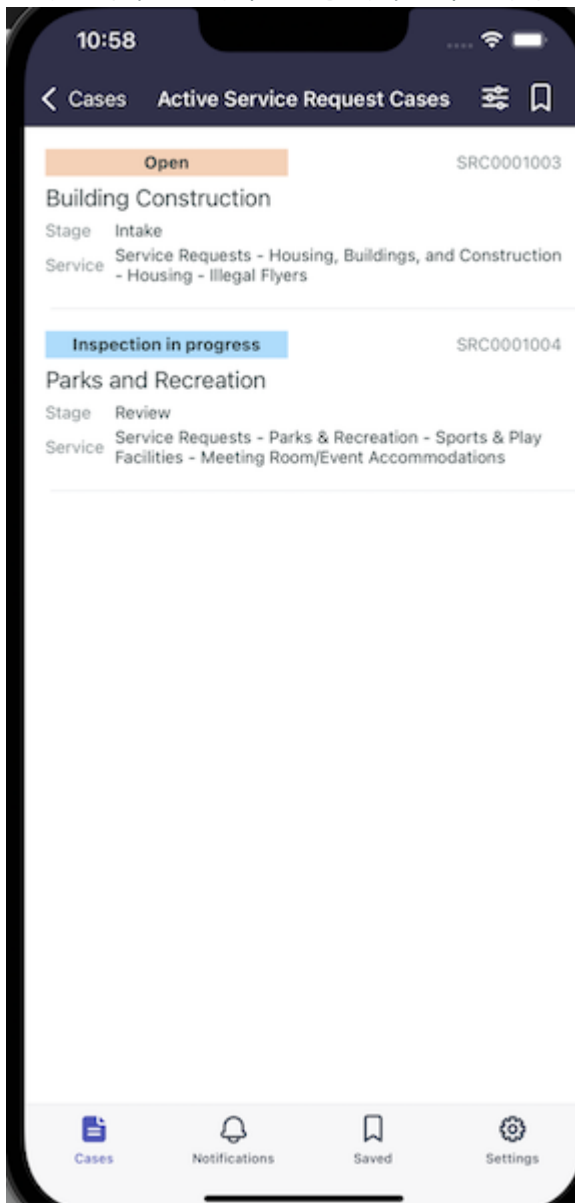 10:58
Cases
Active Service Request Cases
Open
SRC0001003
Building Construction
Stage Intake
Service Service Requests - Housing, Buildings, and Construction
- Housing - Illegal Flyers
Inspection in progress
SRC0001004
Parks and Recreation
Stage Review
Service Service Requests - Parks & Recreation - Sports & Play
Facilities - Meeting Room/Event Accommodations
Cases
Notifications
Saved
Settings